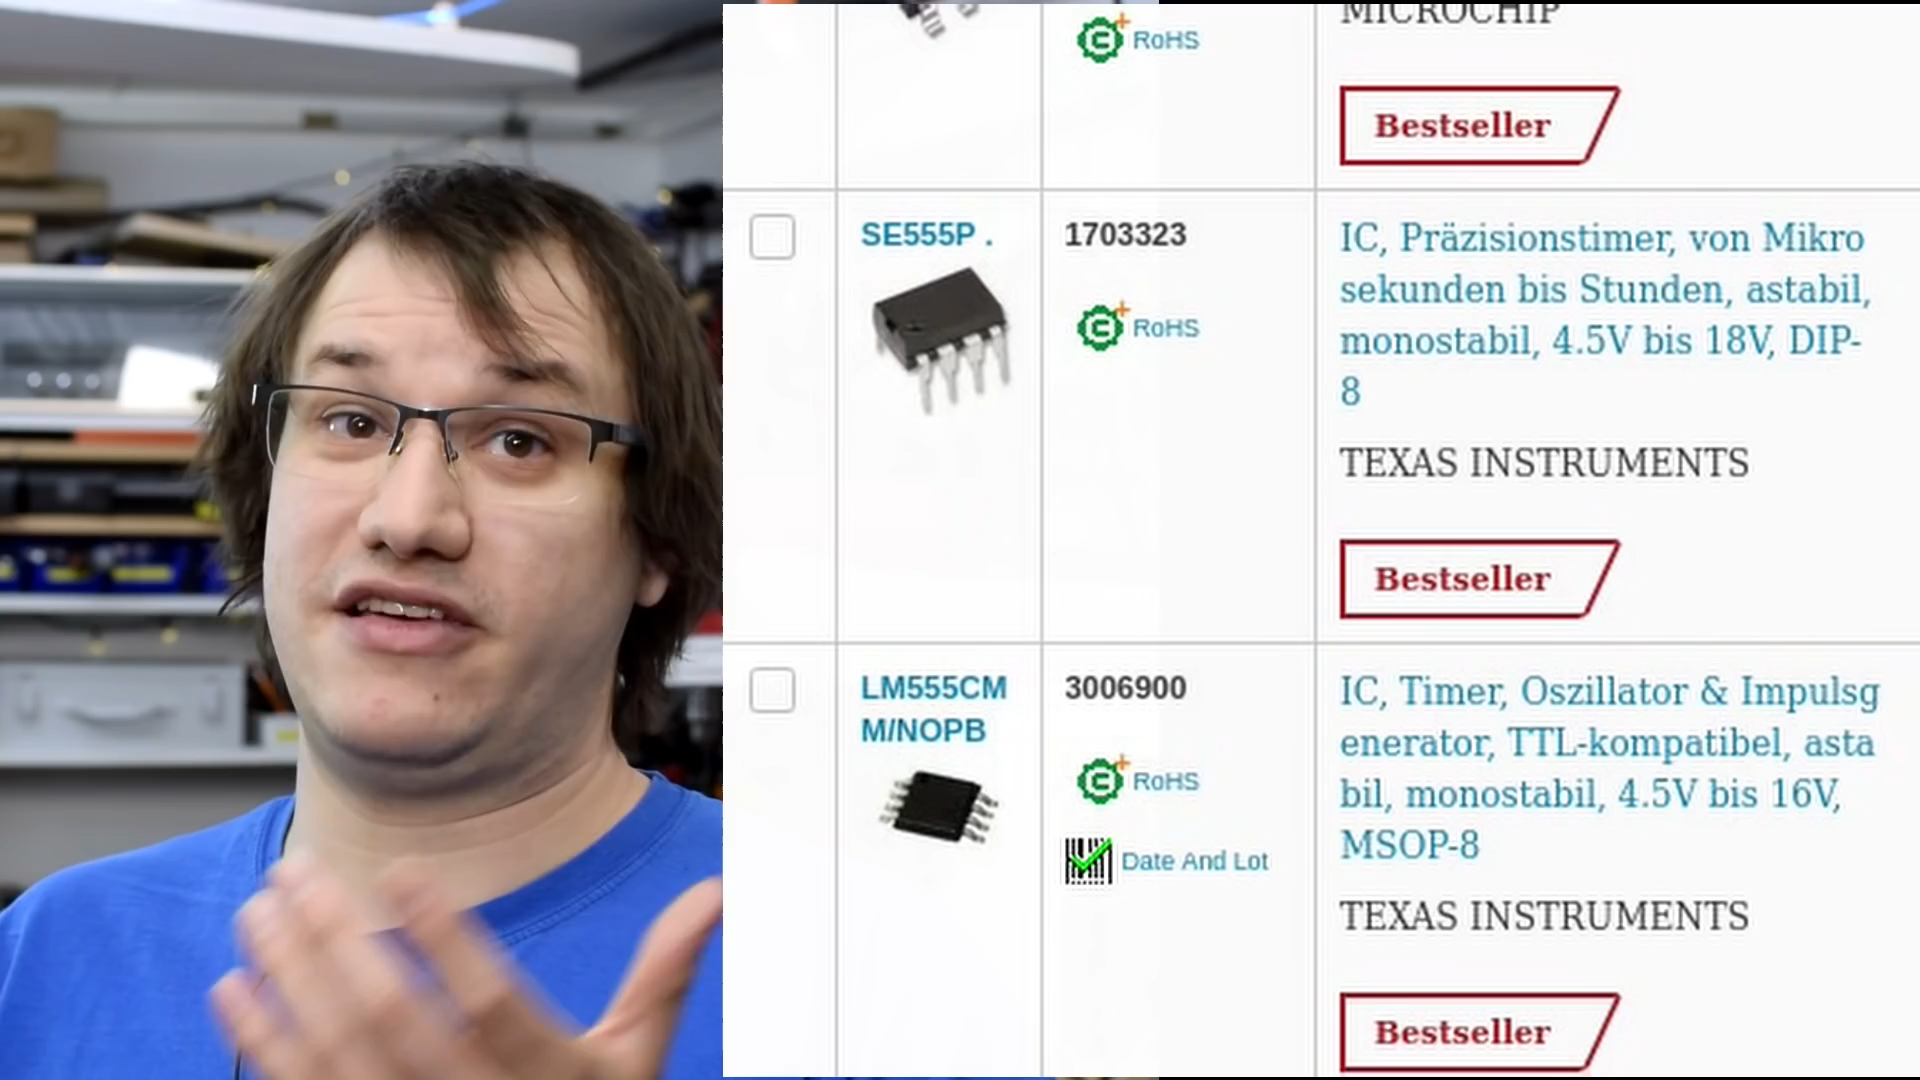 MICROCHIP
RoHS
Bestseller
SE555P .
1703323
RoHS
IC, Präzisionstimer, von Mikro
sekunden bis Stunden, astabil,
monostabil, 4.5V bis 18V, DIP-
8
TEXAS INSTRUMENTS
Bestseller
LM555CM
M/NOPB
3006900
RoHS
Date And Lot
IC, Timer, Oszillator & Impulsg
enerator, TTL-kompatibel, asta
bil, monostabil, 4.5V bis 16V,
MSOP-8
TEXAS INSTRUMENTS
Bestseller